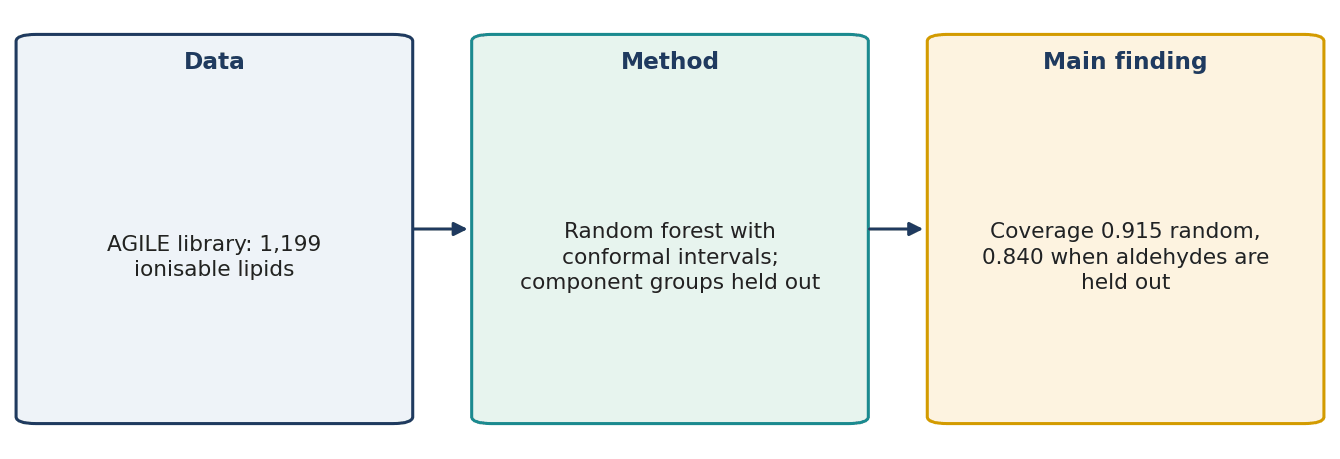 Data
AGILE library: 1,199
ionisable lipids
Method
Random forest with
conformal intervals;
component groups held out
Main finding
Coverage 0.915 random,
0.840 when aldehydes are
held out